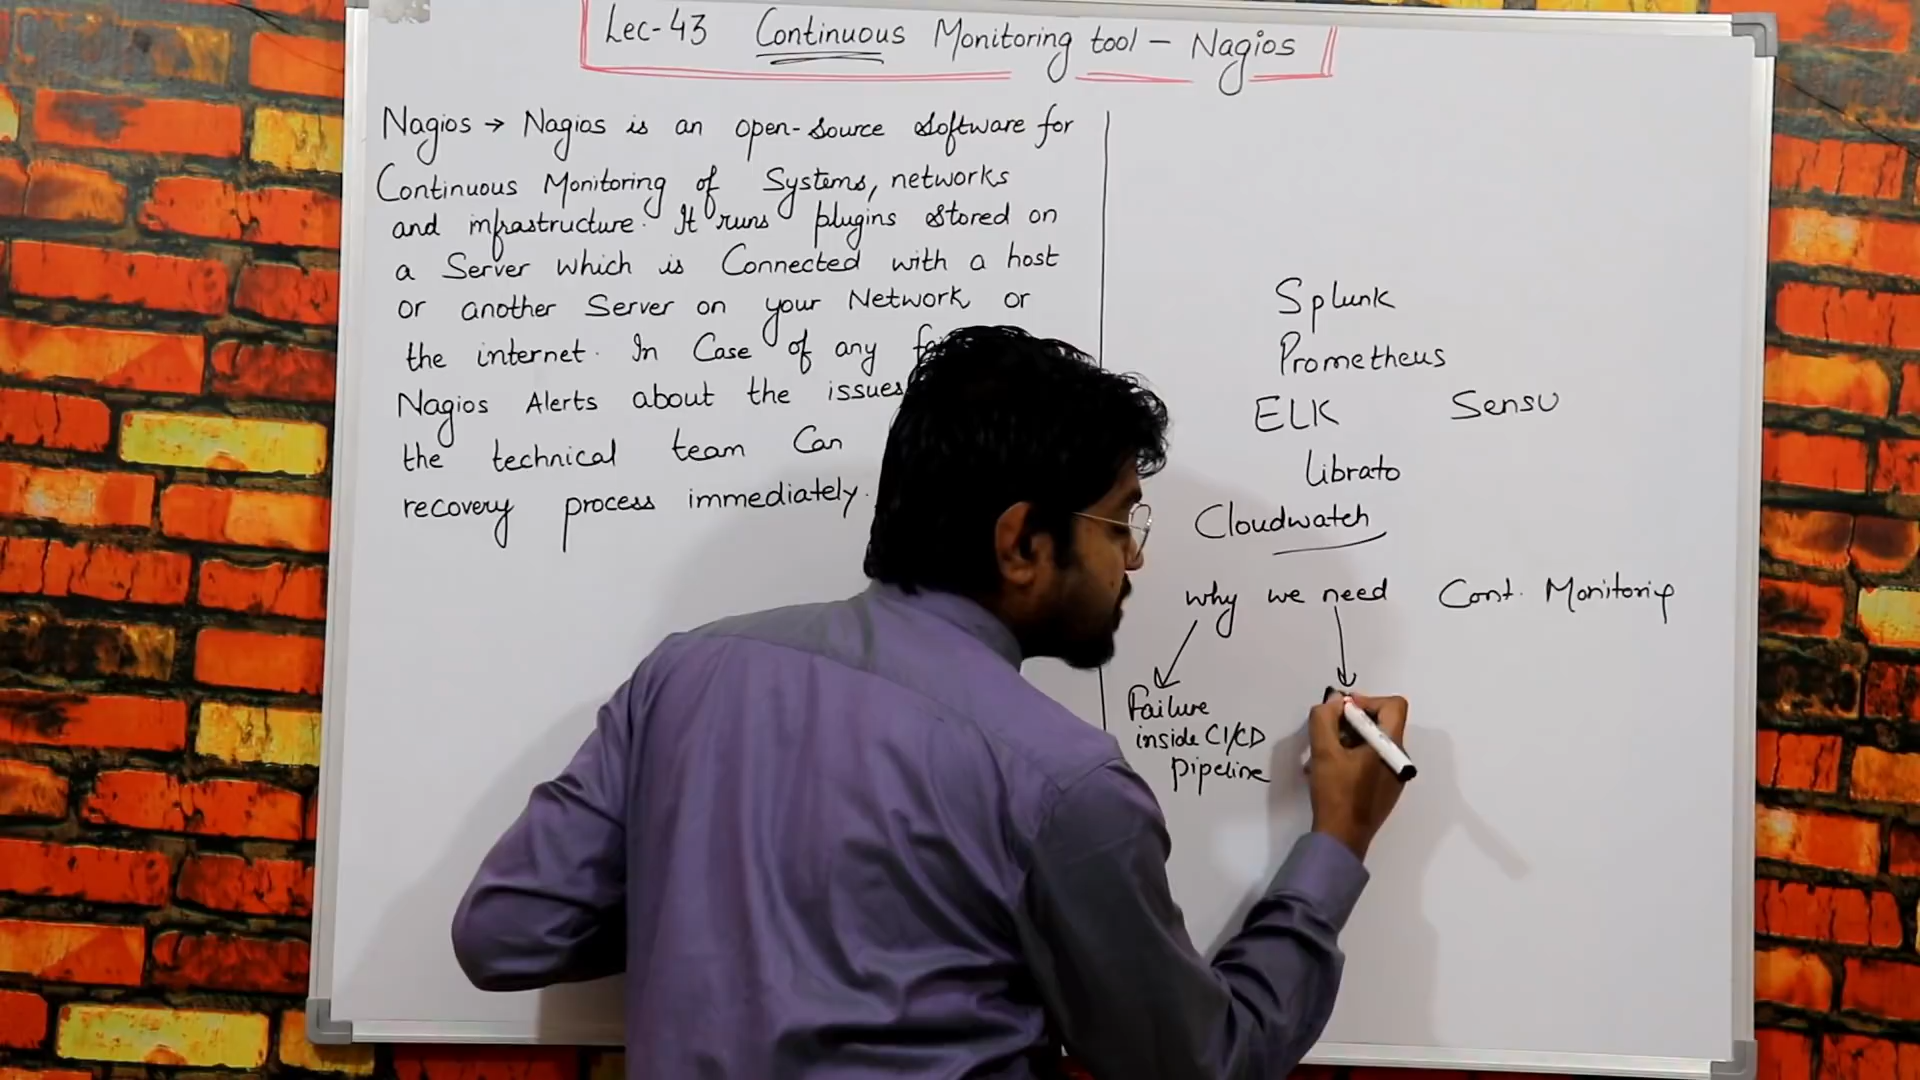 Lec-43 Continuous Monitoring tool - Nagios
Nagios → Nagios is an open-source software for
Continuous Monitoring of Systems, networks
and infrastructure. It runs plugins stored on
a Server which is Connected with a host
or another Server on your Network or
the internet. In Case of any
Nagios Alerts about the issues
the technical team Can
recovery process immediately.
Splunk
Prometheus
ELK Sensu
Librato
Cloudwatch
why we need Cont. Monitoring
Failure
inside CI/CD
pipeline